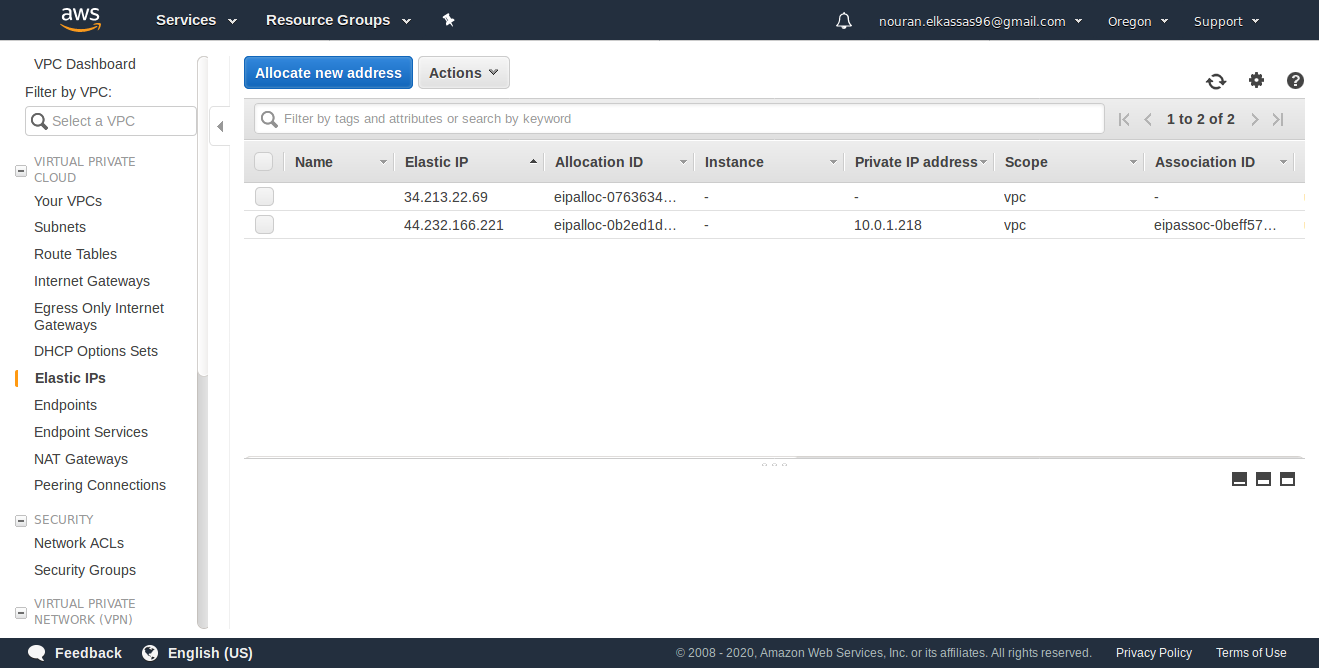 aws Services Resource Groups nouran.elkassas96@gmail.com Oregon Support
VPC Dashboard
Filter by VPC:
Select a VPC
VIRTUAL PRIVATE
CLOUD
Your VPCs
Subnets
Route Tables
Internet Gateways
Egress Only Internet
Gateways
DHCP Options Sets
Elastic IPs
Endpoints
Endpoint Services
NAT Gateways
Peering Connections
SECURITY
Network ACLs
Security Groups
VIRTUAL PRIVATE
NETWORK (VPN)
Allocate new address Actions
Filter by tags and attributes or search by keyword 1 to 2 of 2
Name Elastic IP Allocation ID Instance Private IP address Scope Association ID
34.213.22.69 eipalloc-0763634... - - vpc -
44.232.166.221 eipalloc-0b2ed1d... - 10.0.1.218 vpc eipassoc-0beff57...
Feedback English (US) © 2008 - 2020, Amazon Web Services, Inc. or its affiliates. All rights reserved. Privacy Policy Terms of Use